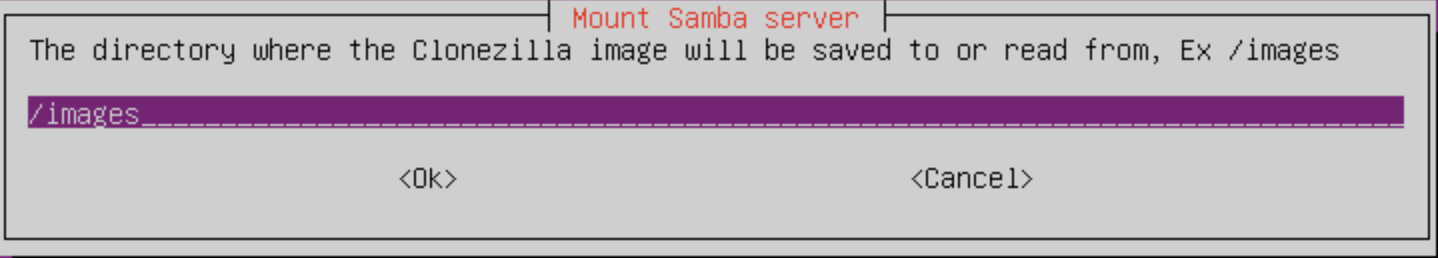 Mount Samba server
The directory where the Clonezilla image will be saved to or read from, Ex /images
/images
<Ok> <Cancel>